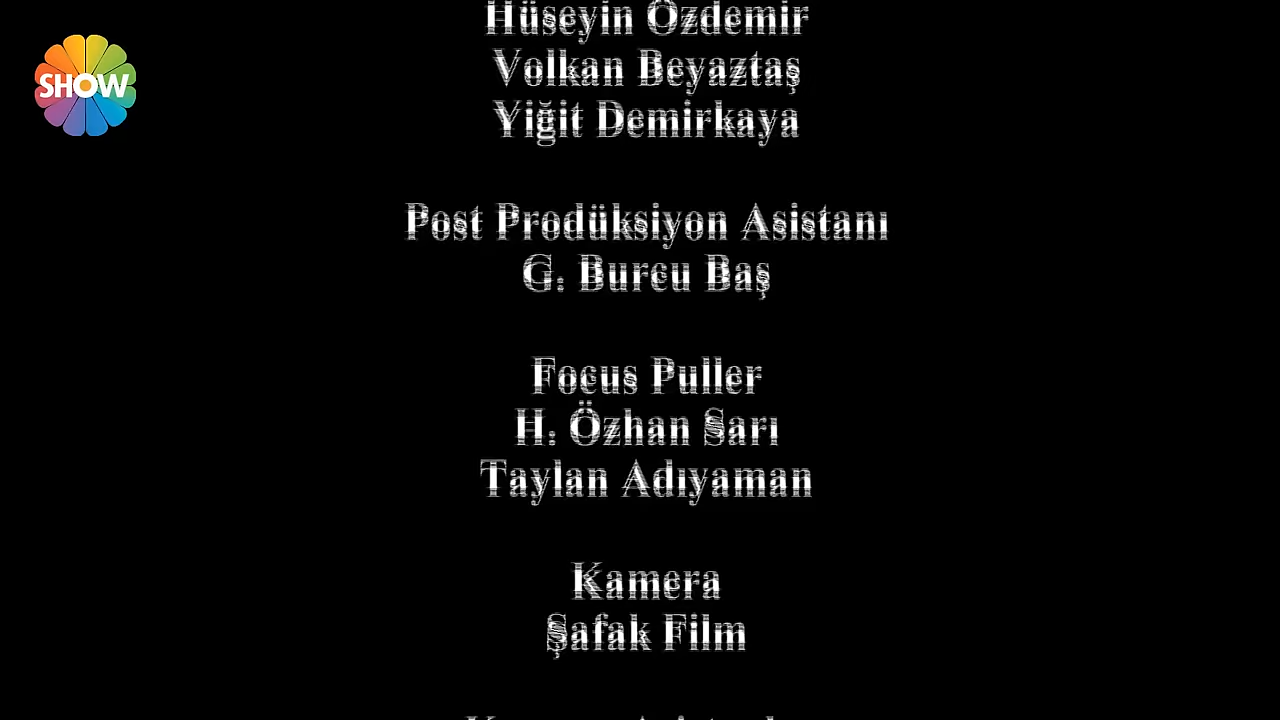 Hüseyin Özdemir
SHOW
Volkan Beyaztaş
Yiğit Demirkaya
Post Prodüksiyon Asistanı
G. Burcu Baş
Focus Puller
H. Özhan Sarı
Taylan Adıyaman
Kamera
Şafak Film